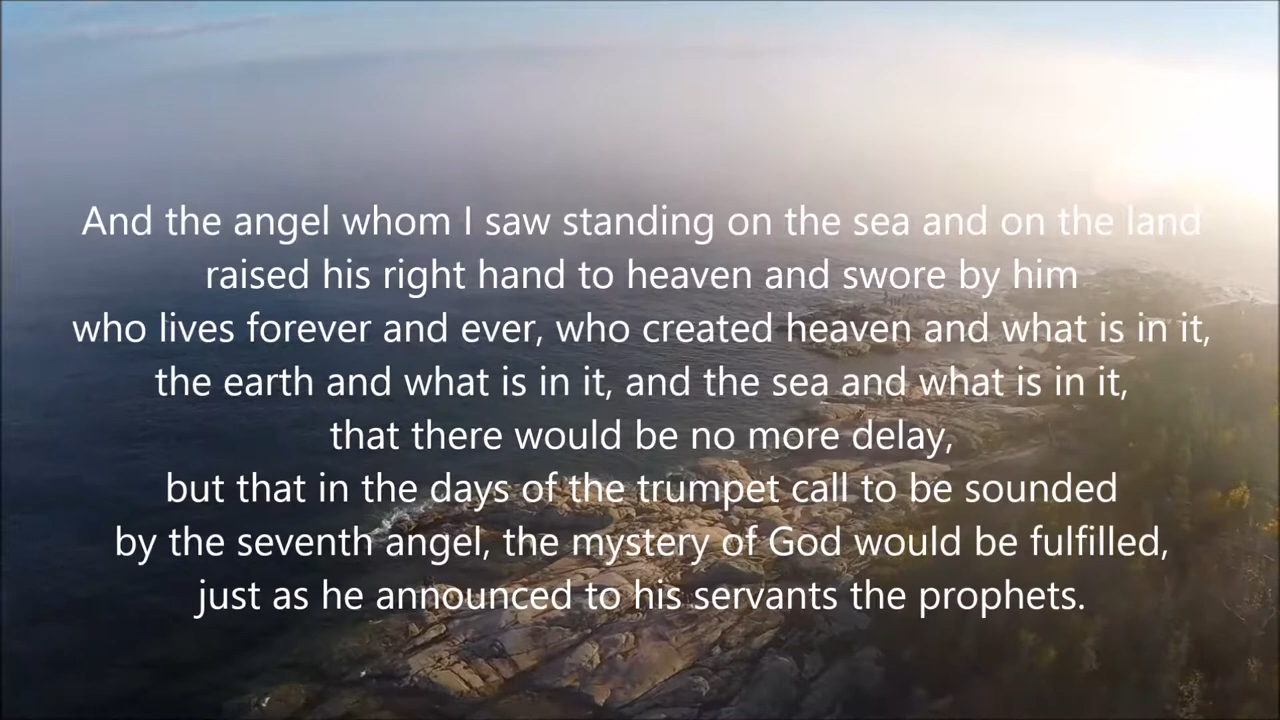 And the angel whom I saw standing on the sea and on the land
raised his right hand to heaven and swore by him
who lives forever and ever, who created heaven and what is in it,
the earth and what is in it, and the sea and what is in it,
that there would be no more delay,
but that in the days of the trumpet call to be sounded
by the seventh angel, the mystery of God would be fulfilled,
just as he announced to his servants the prophets.